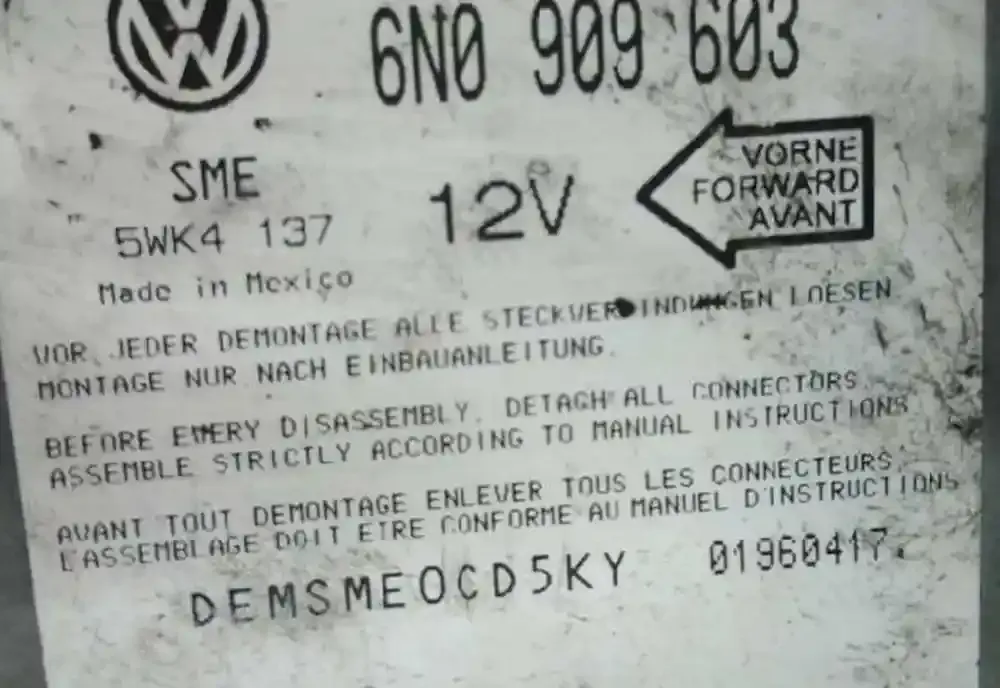 6N0 909 603
VORNE
FORWARD
AVANT
SME
12V
5WK4 137
Made in Mexico
VOR JEDER DEMONTAGE ALLE STECKVERBINDUNGEN LOESEN
MONTAGE NUR NACH EINBAUANLEITUNG.
BEFORE EVERY DISASSEMBLY. DETACH ALL CONNECTORS.
ASSEMBLE STRICTLY ACCORDING TO MANUAL INSTRUCTIONS
AVANT TOUT DEMONTAGE ENLEVER TOUS LES CONNECTEURS.
L'ASSEMBLAGE DOIT ETRE CONFORME AU MANUEL D'INSTRUCTIONS
DEMSMEOCD5KY 01960417.